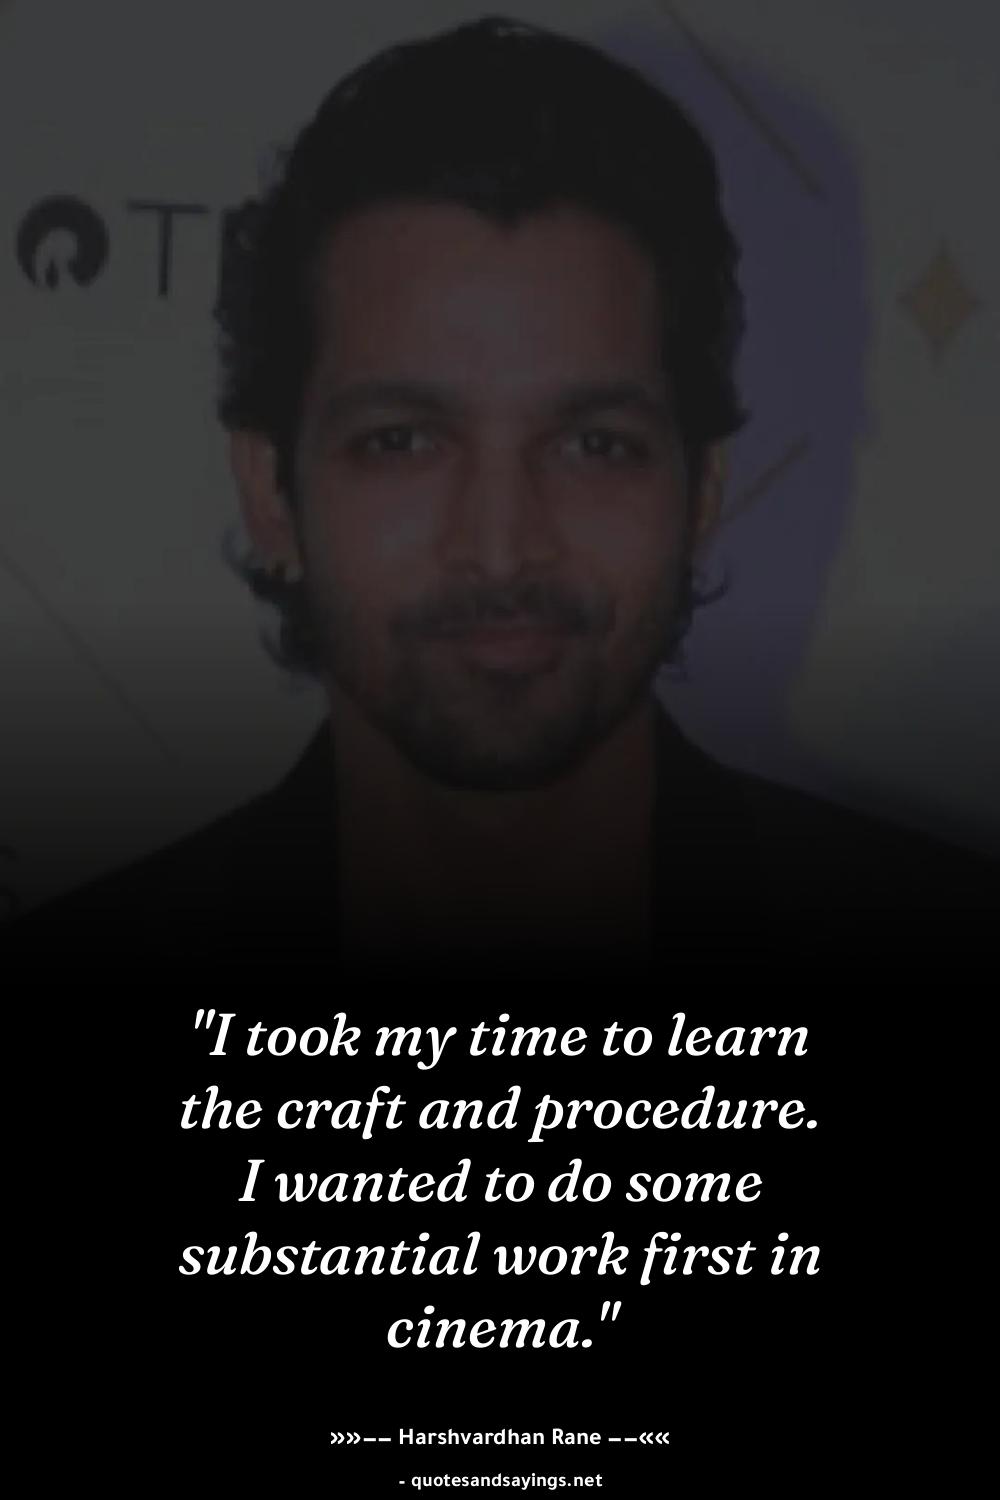 "I took my time to learn
the craft and procedure.
I wanted to do some
substantial work first in
cinema."
»»–– Harshvardhan Rane ––««
- quotesandsayings.net